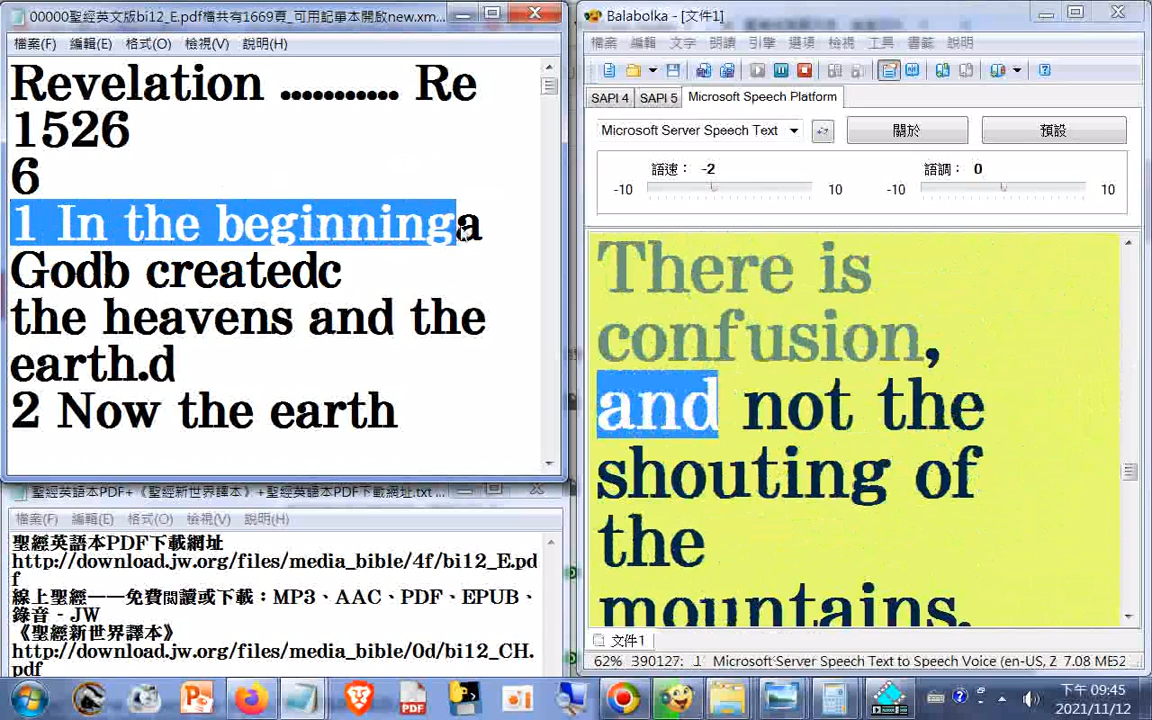 00000聖經英文版bi12_E.pdf檔共有1669頁_可用記事本開啟new.xm...
檔案(F) 編輯(E) 格式(O) 檢視(V) 說明(H)
Revelation ........... Re
1526
6
1 In the beginninga
Godb createdc
the heavens and the
earth.d
2 Now the earth
聖經英語本PDF+《聖經新世界譯本》+聖經英語本PDF下載網址.txt ...
檔案(F) 編輯(E) 格式(O) 檢視(V) 說明(H)
聖經英語本PDF下載網址
http://download.jw.org/files/media_bible/4f/bi12_E.pd
f
線上聖經——免費閱讀或下載：MP3、AAC、PDF、EPUB、
錄音 - JW
《聖經新世界譯本》
http://download.jw.org/files/media_bible/0d/bi12_CH.
pdf
Balabolka - [文件1]
檔案 編輯 文字 朗讀 引擎 選項 檢視 工具 書籤 說明
SAPI 4 SAPI 5 Microsoft Speech Platform
Microsoft Server Speech Text 關於 預設
語速： -2 語調： 0
-10 10 -10 10
There is
confusion,
and not the
shouting of
the
mountains.
文件1
62% 390127: 1 Microsoft Server Speech Text to Speech Voice (en-US, Z 7.08 ME52
PDF
下午 09:45
2021/11/12